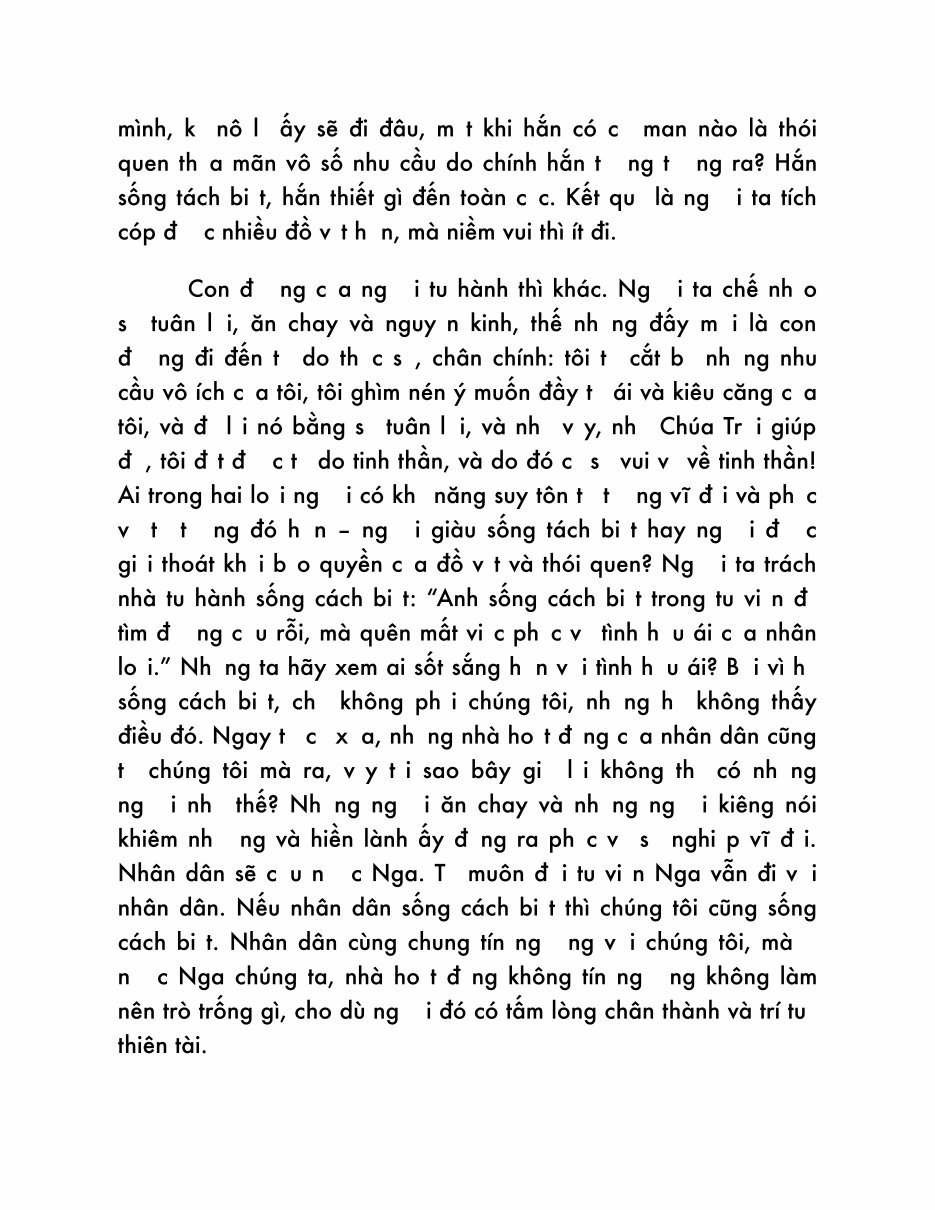 mình, k nô l ấy sẽ đi đâu, m t khi hắn có c man nào là thói
quen th a mãn vô số nhu cầu do chính hắn t ng t ng ra? Hắn
sống tách bi t, hắn thiết gì đến toàn c c. Kết qu là ng i ta tích
cóp đ c nhiều đồ v t h n, mà niềm vui thì ít đi.
Con đ ng c a ng i tu hành thì khác. Ng i ta chế nh o
s tuân l i, ăn chay và nguy n kinh, thế nh ng đấy m i là con
đ ng đi đến t do th c s , chân chính: tôi t cắt b nh ng nhu
cầu vô ích c a tôi, tôi ghìm nén ý muốn đầy t ái và kiêu căng c a
tôi, và đ l i nó bằng s tuân l i, và nh v y, nh Chúa Tr i giúp
đ , tôi đ t đ c t do tinh thần, và do đó c s vui v về tinh thần!
Ai trong hai lo i ng i có kh năng suy tôn t t ng vĩ đ i và ph c
v t t ng đó h n – ng i giàu sống tách bi t hay ng i đ c
gi i thoát kh i b o quyền c a đồ v t và thói quen? Ng i ta trách
nhà tu hành sống cách bi t: “Anh sống cách bi t trong tu vi n đ
tìm đ ng c u rỗi, mà quên mất vi c ph c v tình h u ái c a nhân
lo i.” Nh ng ta hãy xem ai sốt sắng h n v i tình h u ái? B i vì h
sống cách bi t, ch không ph i chúng tôi, nh ng h không thấy
điều đó. Ngay t c x a, nh ng nhà ho t đ ng c a nhân dân cũng
t chúng tôi mà ra, v y t i sao bây gi l i không th có nh ng
ng i nh thế? Nh ng ng i ăn chay và nh ng ng i kiêng nói
khiêm nh ng và hiền lành ấy đ ng ra ph c v s nghi p vĩ đ i.
Nhân dân sẽ c u n c Nga. T muôn đ i tu vi n Nga vẫn đi v i
nhân dân. Nếu nhân dân sống cách bi t thì chúng tôi cũng sống
cách bi t. Nhân dân cùng chung tín ng ng v i chúng tôi, mà
n c Nga chúng ta, nhà ho t đ ng không tín ng ng không làm
nên trò trống gì, cho dù ng i đó có tấm lòng chân thành và trí tu
thiên tài.